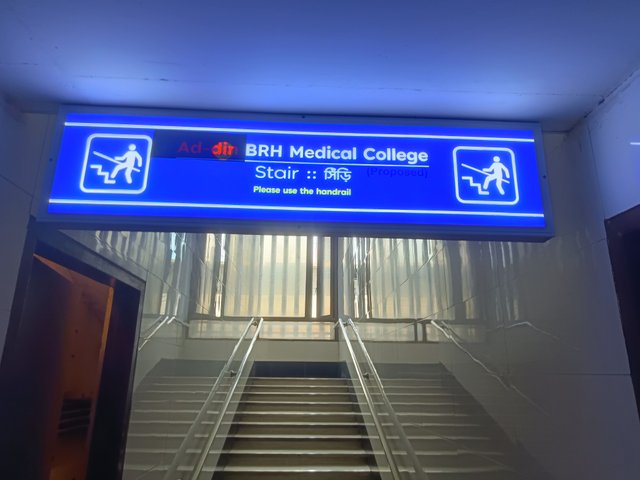 Ad-din BRH Medical College
Stair :: সিঁড়ি (Proposed)
Please use the handrail